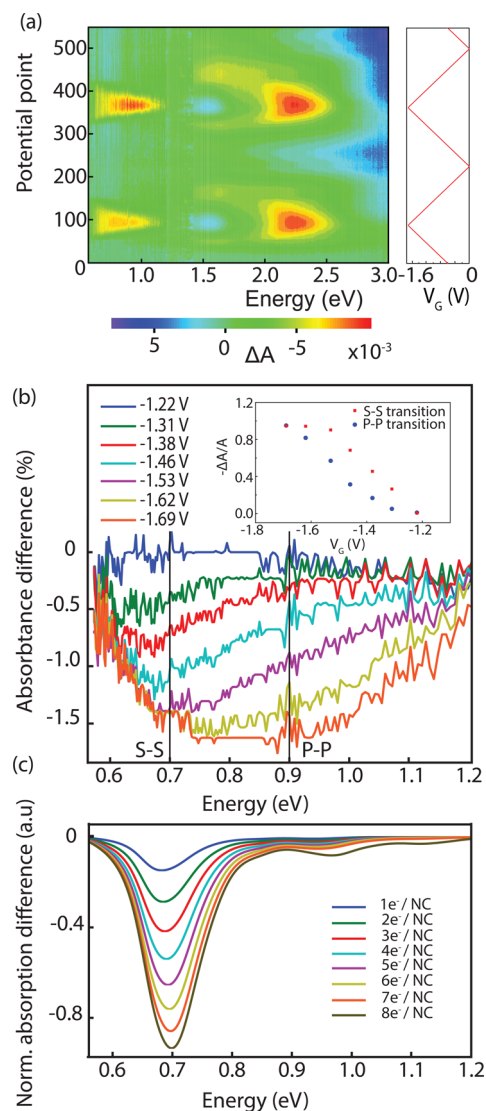 (a)
Potential point
500
400
300
200
100
0
1.0
1.5
2.0
2.5
3.0
Energy (eV)
-1.6
0
V_G (V)
5
0
-5
x10⁻³
ΔA
(b)
Absorbtance difference (%)
0
-0.5
-1.0
-1.5
-1.22 V
-1.31 V
-1.38 V
-1.46 V
-1.53 V
-1.62 V
-1.69 V
-ΔA/A
1.2
0.8
0.4
0.0
S-S transition
P-P transition
-1.8
-1.6
-1.4
-1.2
V_G (V)
S-S
P-P
0.6
0.7
0.8
0.9
1.0
1.1
1.2
Energy (eV)
(c)
Norm. absorption difference (a.u)
0
-0.4
-0.8
1e⁻/ NC
2e⁻/ NC
3e⁻/ NC
4e⁻/ NC
5e⁻/ NC
6e⁻/ NC
7e⁻/ NC
8e⁻/ NC
0.6
0.7
0.8
0.9
1.0
1.1
1.2
Energy (eV)